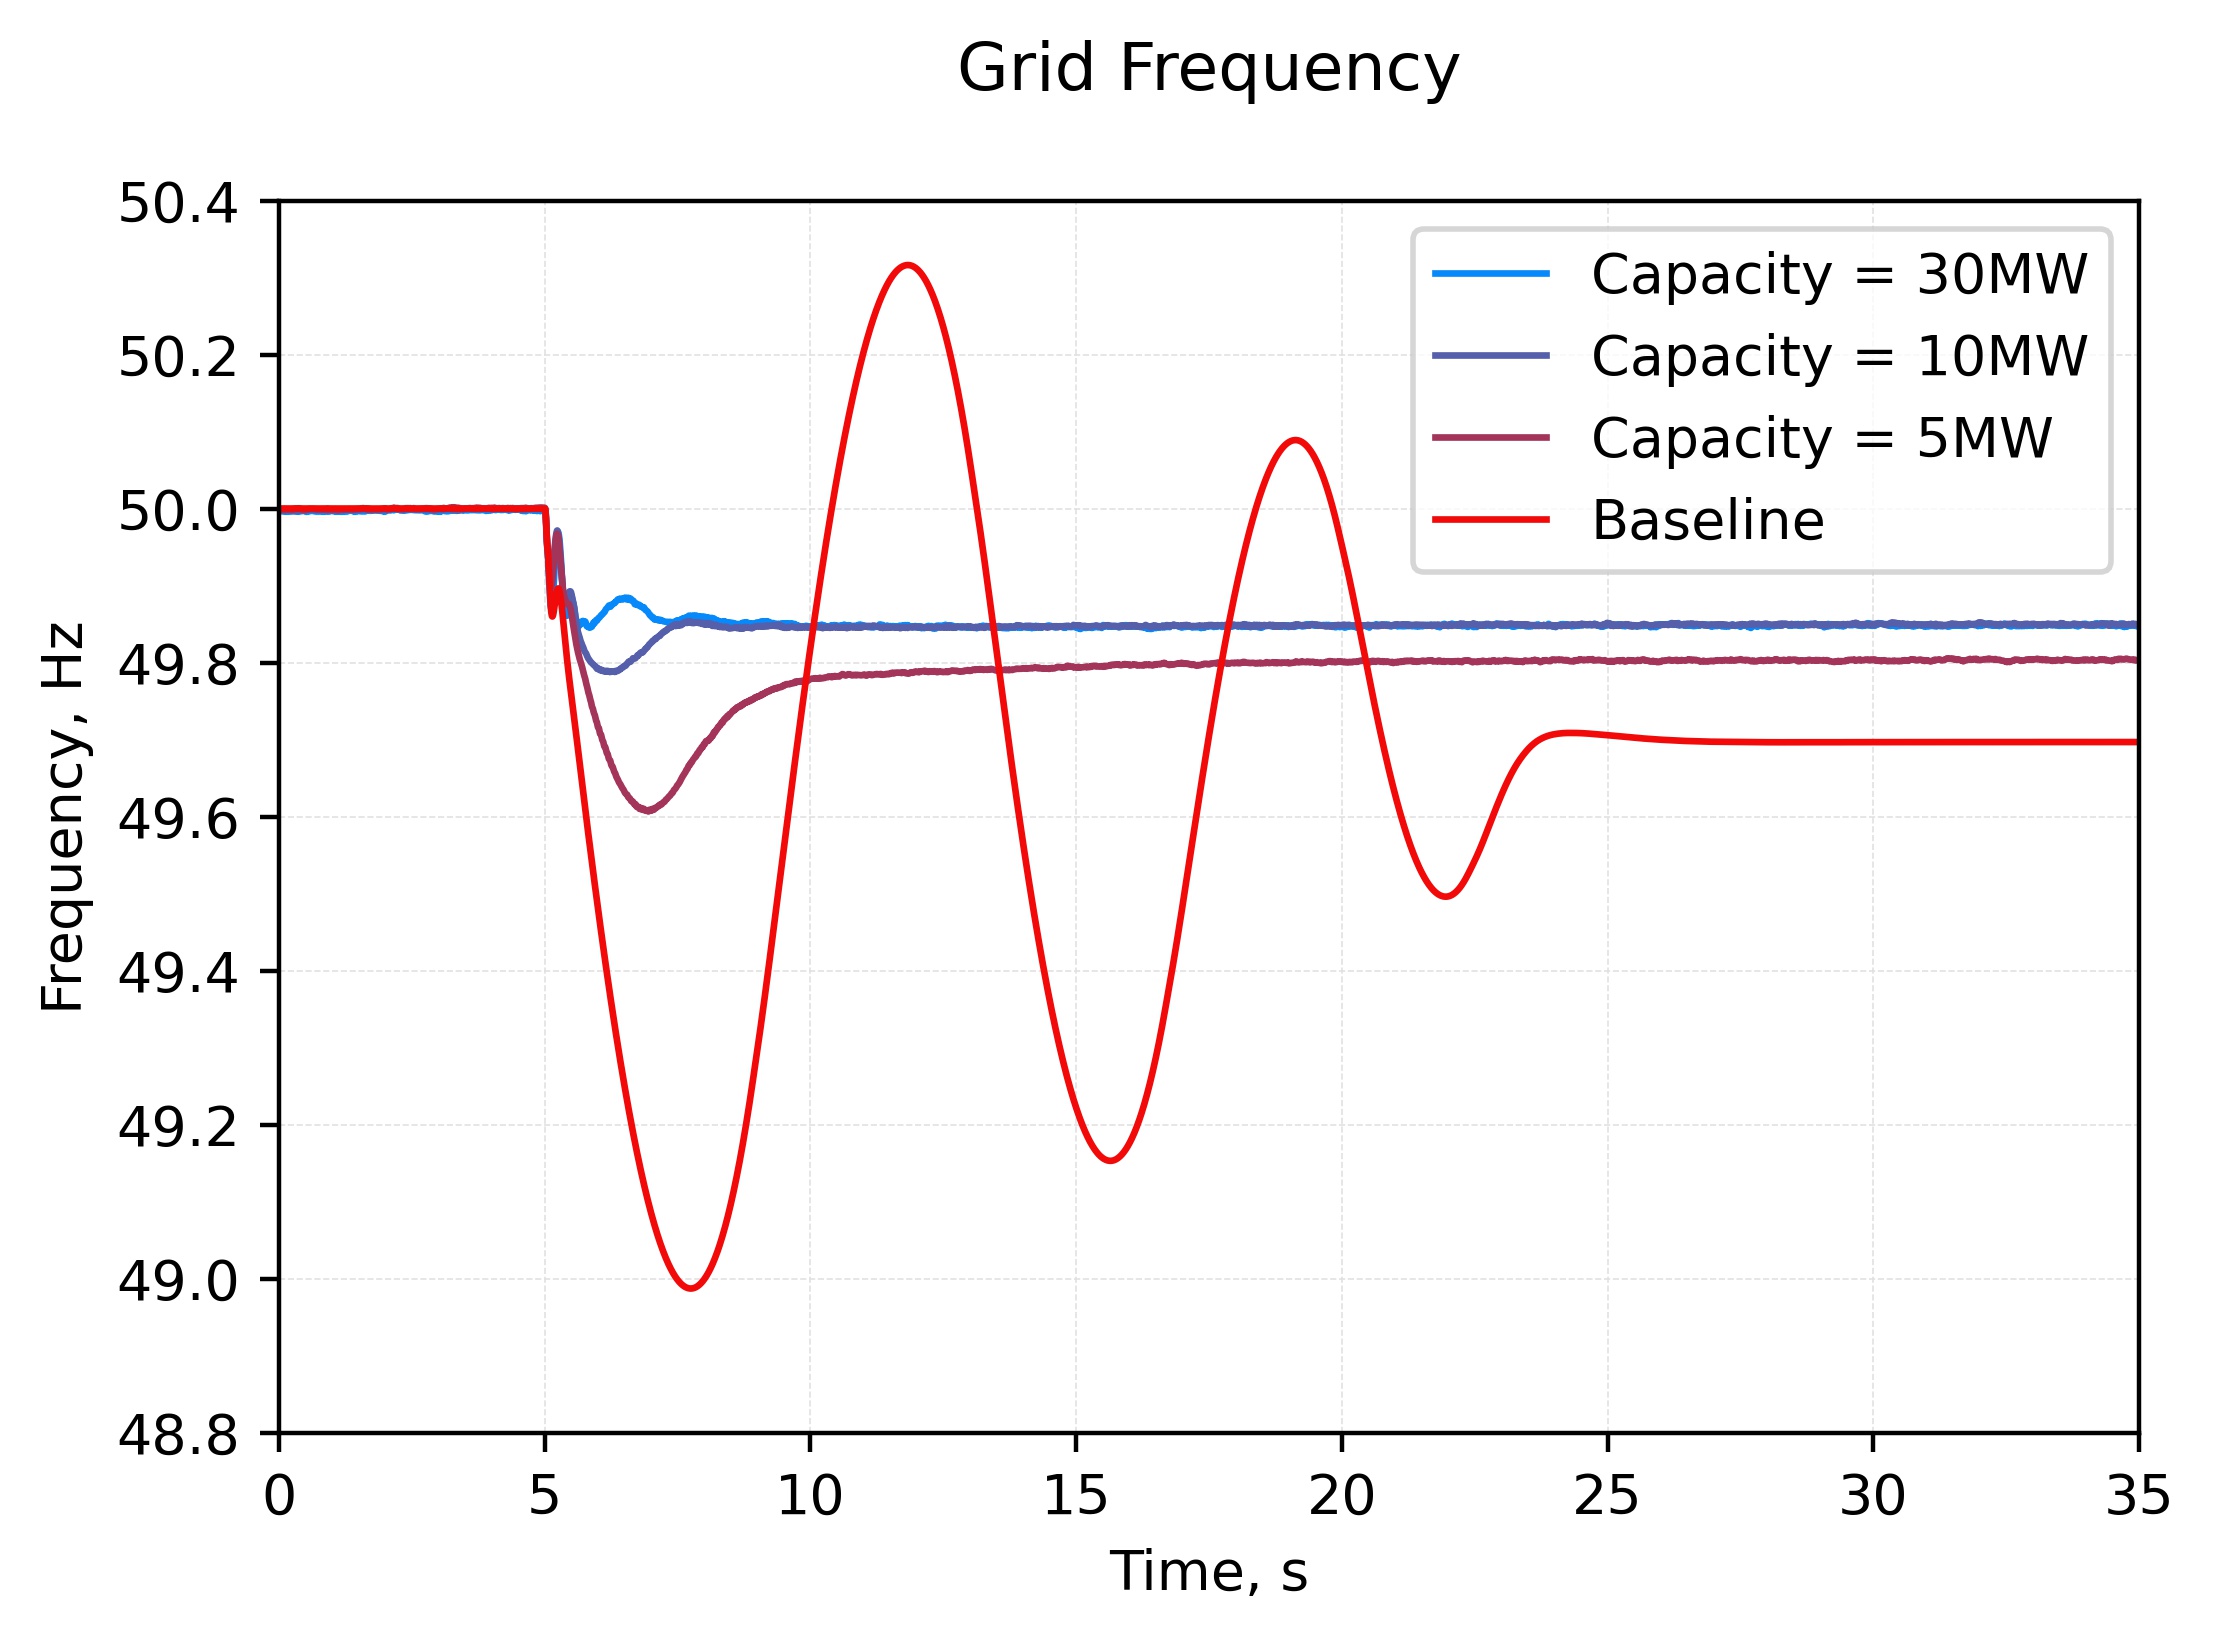 Grid Frequency
50.4
50.2
50.0
49.8
49.6
49.4
49.2
49.0
48.8
Frequency, Hz
Capacity = 30MW
Capacity = 10MW
Capacity = 5MW
Baseline
0 5 10 15 20 25 30 35
Time, s